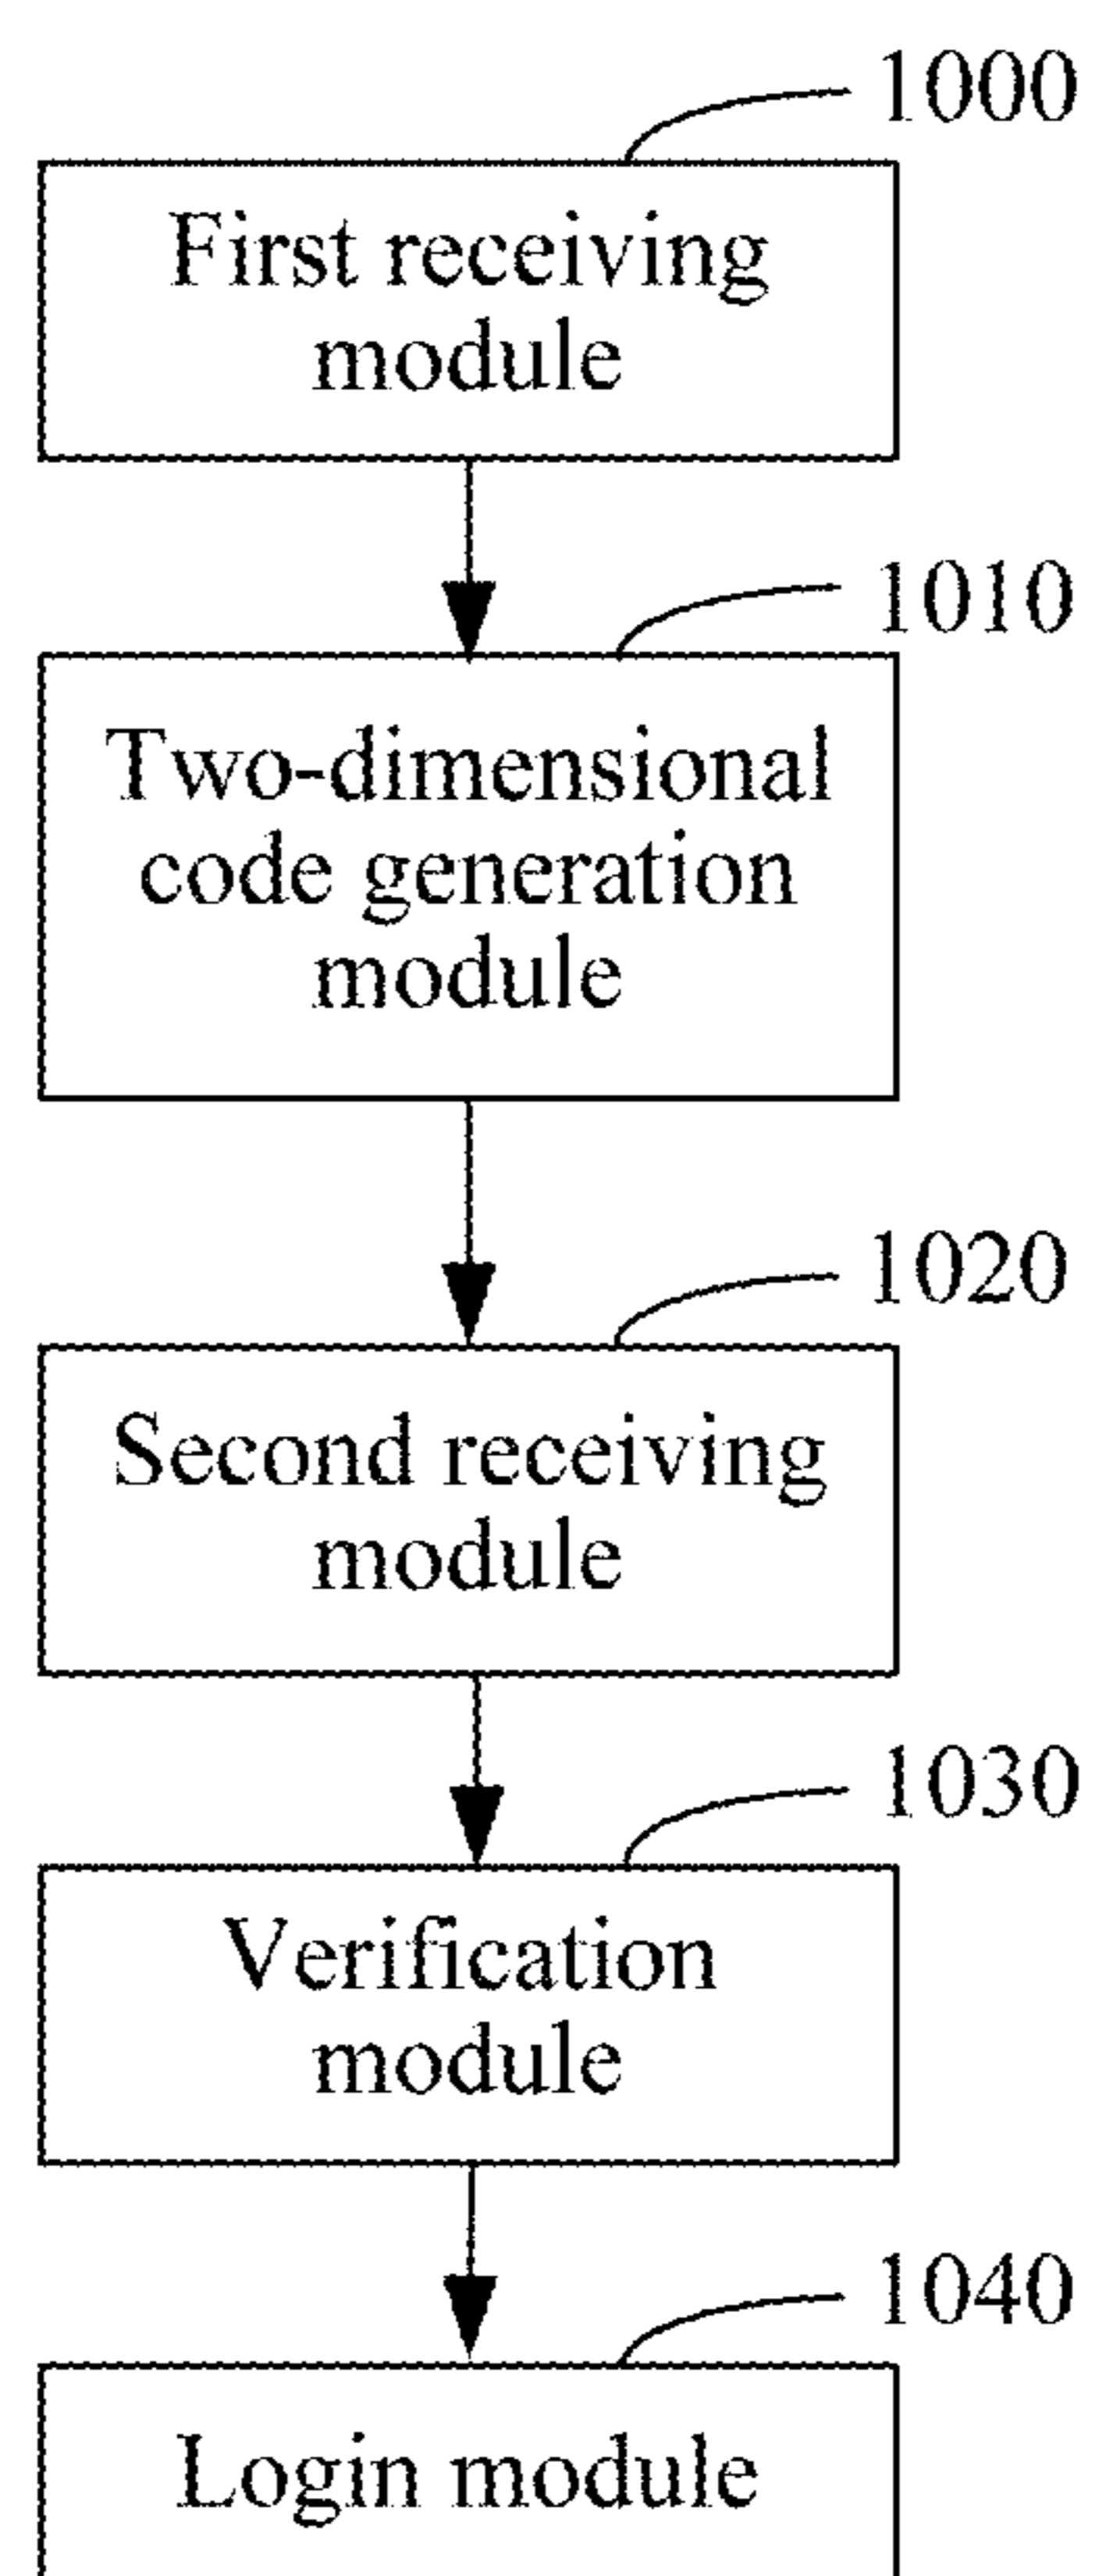 1000
First receiving
module
1010
Two-dimensional
code generation
module
1020
Second receiving
module
1030
Verification
module
1040
Login module